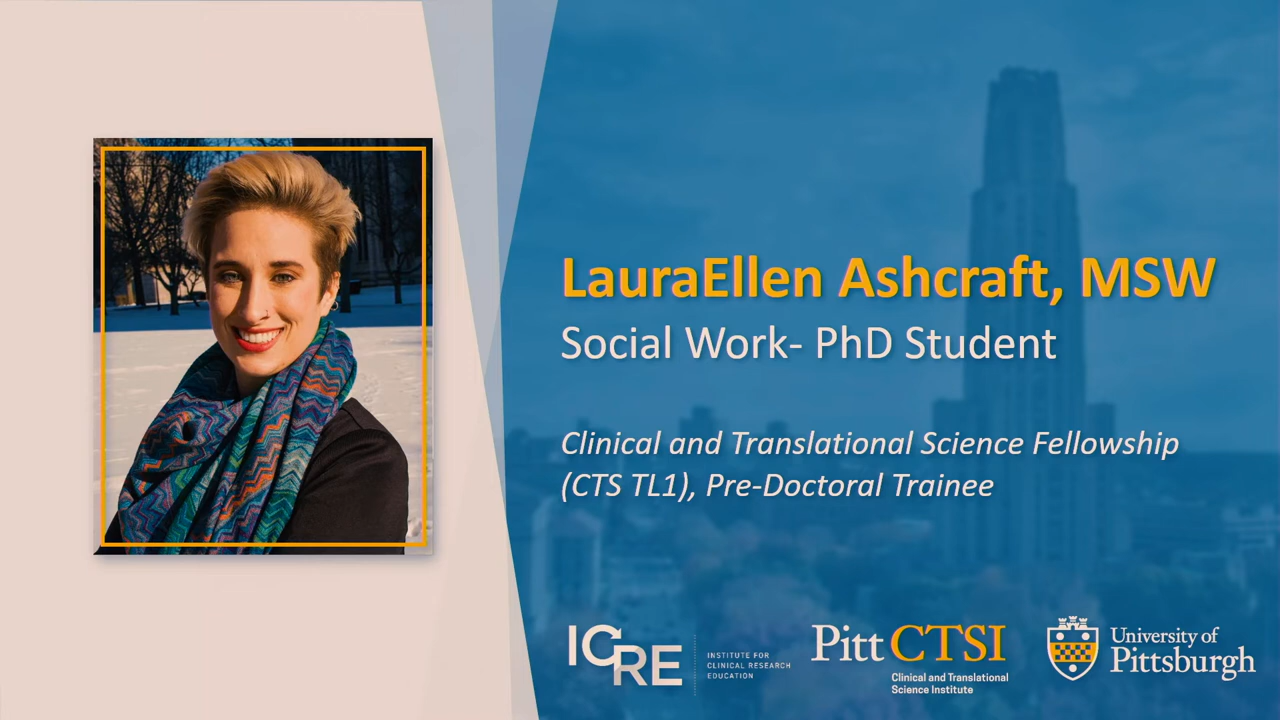 LauraEllen Ashcraft, MSW
Social Work- PhD Student
Clinical and Translational Science Fellowship
(CTS TL1), Pre-Doctoral Trainee
ICRE
INSTITUTE FOR
CLINICAL RESEARCH
EDUCATION
Pitt CTSI
Clinical and Translational
Science Institute
University of
Pittsburgh